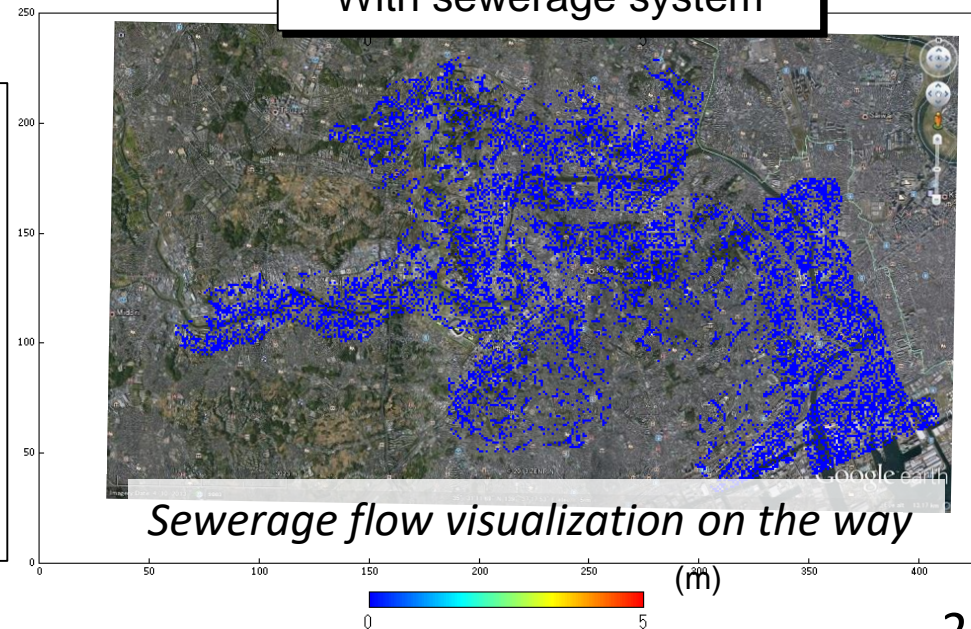 With sewerage system
250
200
150
100
50
0
Google earth
Sewerage flow visualization on the way
0 50 100 150 200 250 300 350 400
(m)
0 5
2